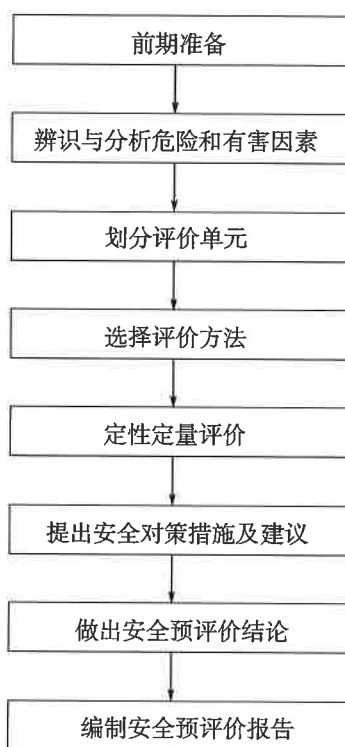 前期准备
辨识与分析危险和有害因素
划分评价单元
选择评价方法
定性定量评价
提出安全对策措施及建议
做出安全预评价结论
编制安全预评价报告